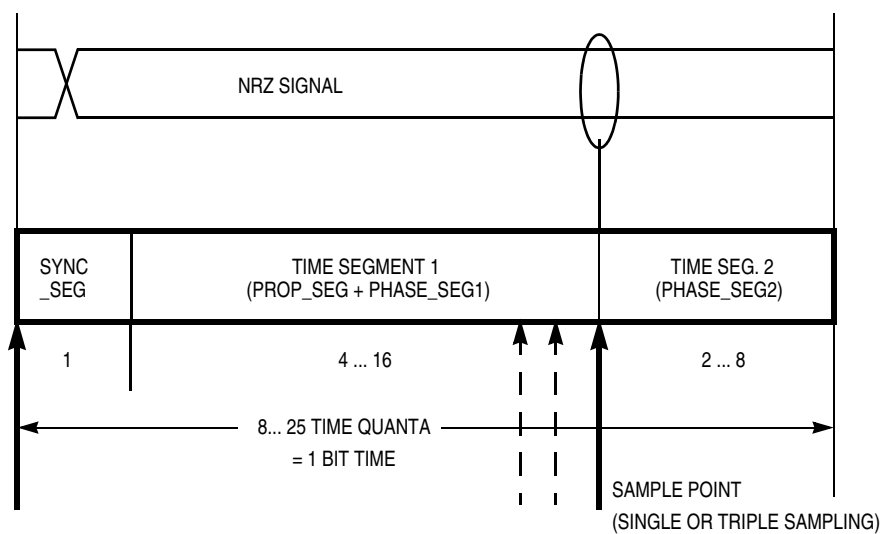 NRZ SIGNAL
SYNC
_SEG
TIME SEGMENT 1
(PROP_SEG + PHASE_SEG1)
TIME SEG. 2
(PHASE_SEG2)
1
4 ... 16
2 ... 8
8... 25 TIME QUANTA
= 1 BIT TIME
SAMPLE POINT
(SINGLE OR TRIPLE SAMPLING)